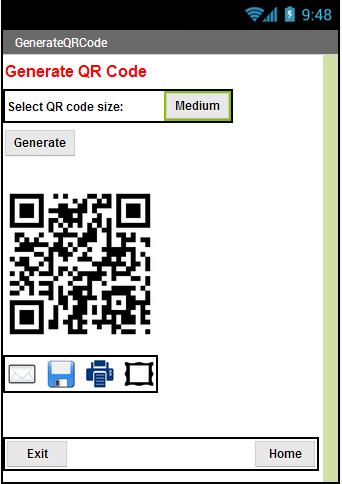 9:48
GenerateQRCode
Generate QR Code
Select QR code size: Medium
Generate
Exit Home